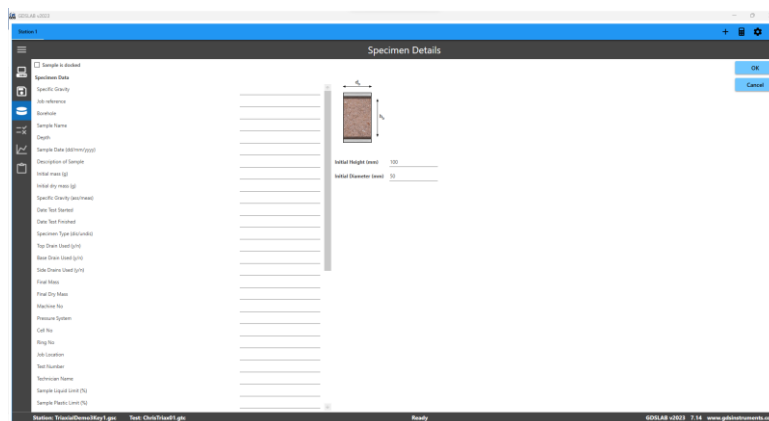 GDSLAB v2023
Station 1
Specimen Details
Sample is docked
OK
Cancel
Specimen Data
Specific Gravity
Job reference
Borehole
Sample Name
Depth
Sample Date (dd/mm/yyyy)
Description of Sample
Initial mass (g)
Initial dry mass (g)
Specific Gravity (ass/meas)
Date Test Started
Date Test Finished
Specimen Type (dis/undis)
Top Drain Used (y/n)
Base Drain Used (y/n)
Side Drains Used (y/n)
Final Mass
Final Dry Mass
Machine No
Pressure System
Cell No
Ring No
Job Location
Test Number
Technician Name
Sample Liquid Limit (%)
Sample Plastic Limit (%)
Initial Height (mm) 100
Initial Diameter (mm) 50
Station: TriaxialDemo3Key1.gsc Test: ChrisTriax01.gtc Ready GDSLAB v2023 7.14 www.gdsinstruments.co